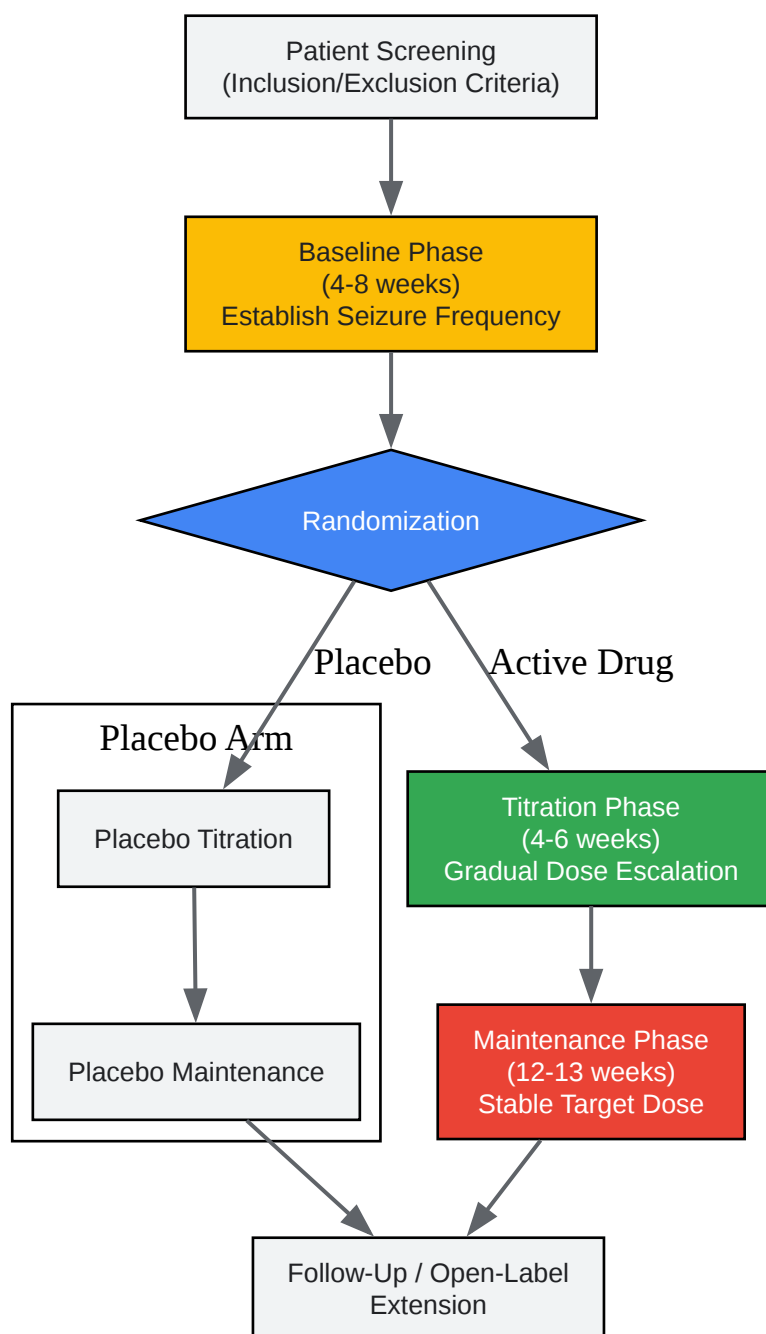 Patient Screening
(Inclusion/Exclusion Criteria)
Baseline Phase
(4-8 weeks)
Establish Seizure Frequency
Randomization
Placebo
Active Drug
Placebo Arm
Placebo Titration
Titration Phase
(4-6 weeks)
Gradual Dose Escalation
Placebo Maintenance
Maintenance Phase
(12-13 weeks)
Stable Target Dose
Follow-Up / Open-Label
Extension